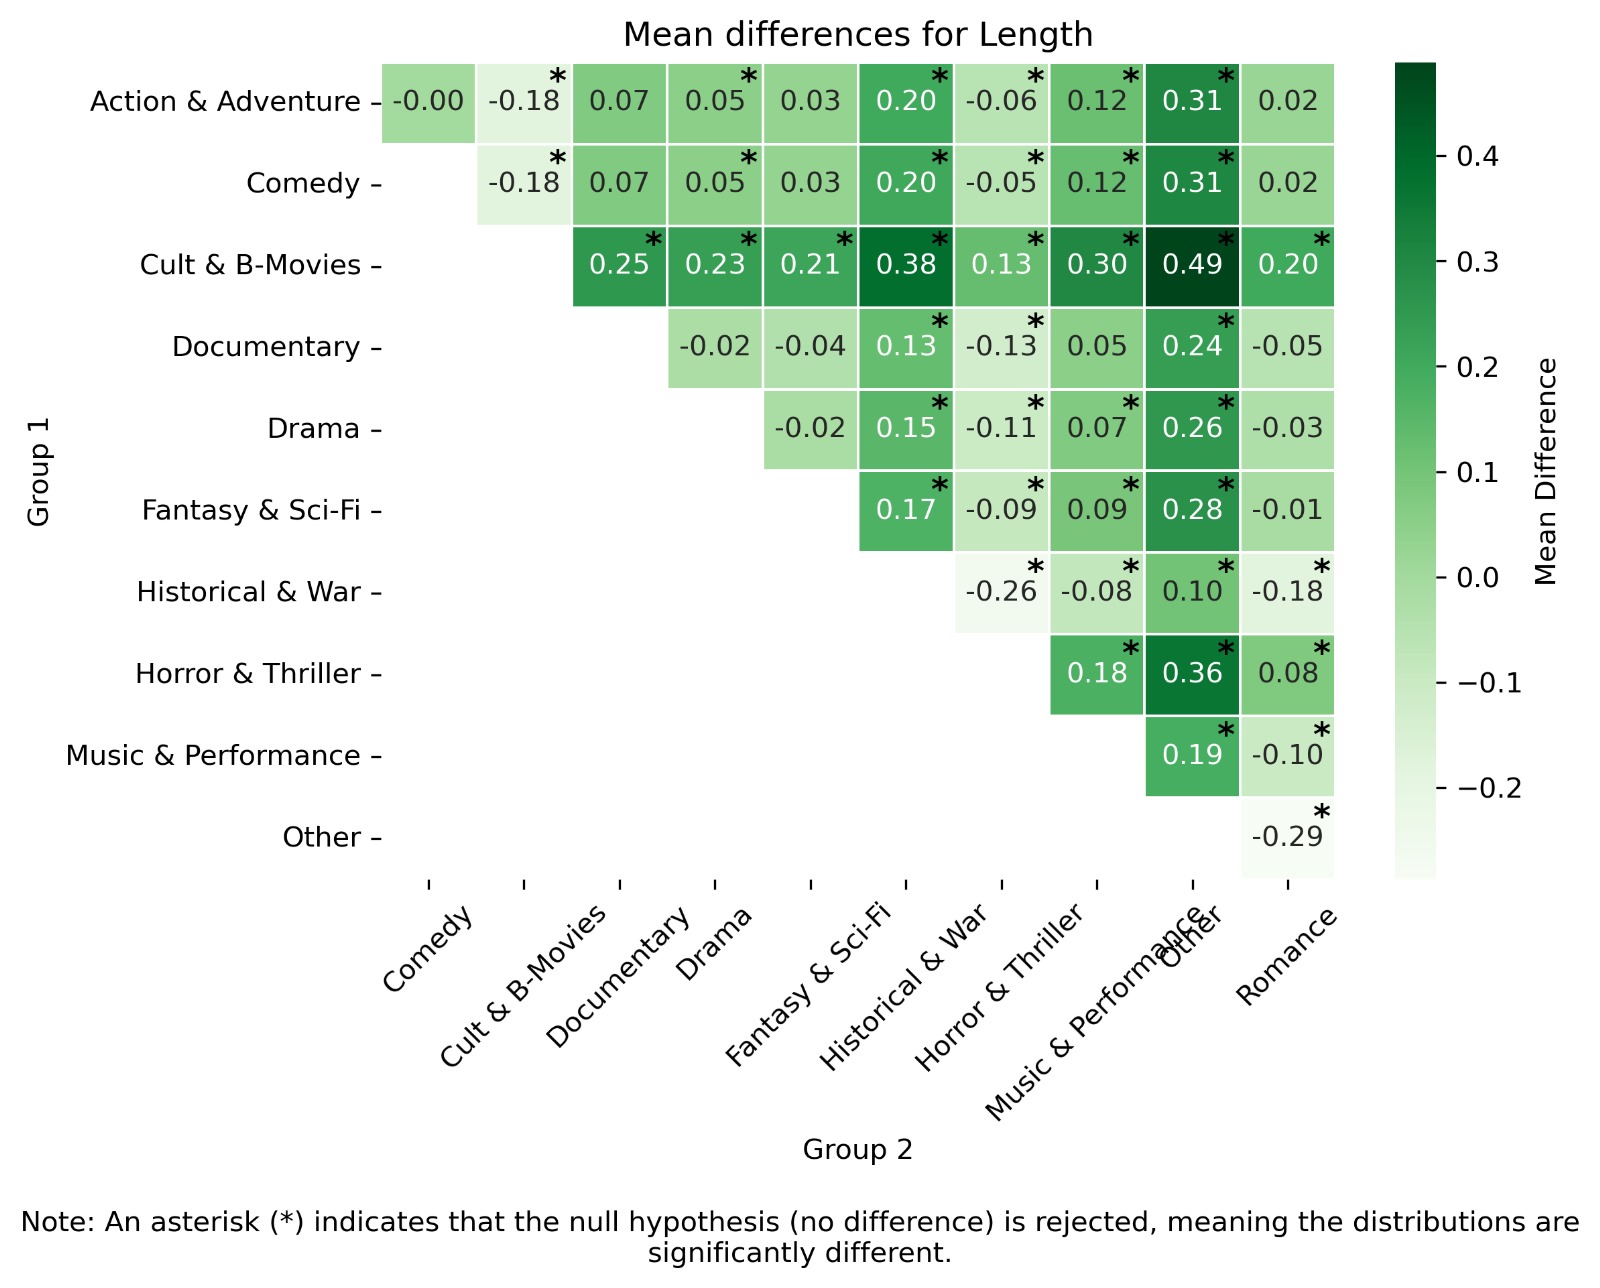 Mean differences for Length
Action & Adventure -0.00 -0.18* 0.07 0.05* 0.03 0.20* -0.06* 0.12* 0.31* 0.02
Comedy -0.18* 0.07 0.05* 0.03 0.20* -0.05* 0.12* 0.31* 0.02
Cult & B-Movies 0.25* 0.23* 0.21* 0.38* 0.13* 0.30* 0.49* 0.20*
Documentary -0.02 -0.04 0.13* -0.13* 0.05 0.24* -0.05
Drama -0.02 0.15* -0.11* 0.07* 0.26* -0.03
Fantasy & Sci-Fi 0.17* -0.09* 0.09* 0.28* -0.01
Historical & War -0.26* -0.08* 0.10* -0.18*
Horror & Thriller 0.18* 0.36* 0.08*
Music & Performance 0.19* -0.10*
Other -0.29*
Group 1
Comedy
Cult & B-Movies
Documentary
Drama
Fantasy & Sci-Fi
Historical & War
Horror & Thriller
Music & Performance
Other
Romance
Group 2
0.4
0.3
0.2
0.1
0.0
−0.1
−0.2
Mean Difference
Note: An asterisk (*) indicates that the null hypothesis (no difference) is rejected, meaning the distributions are
significantly different.